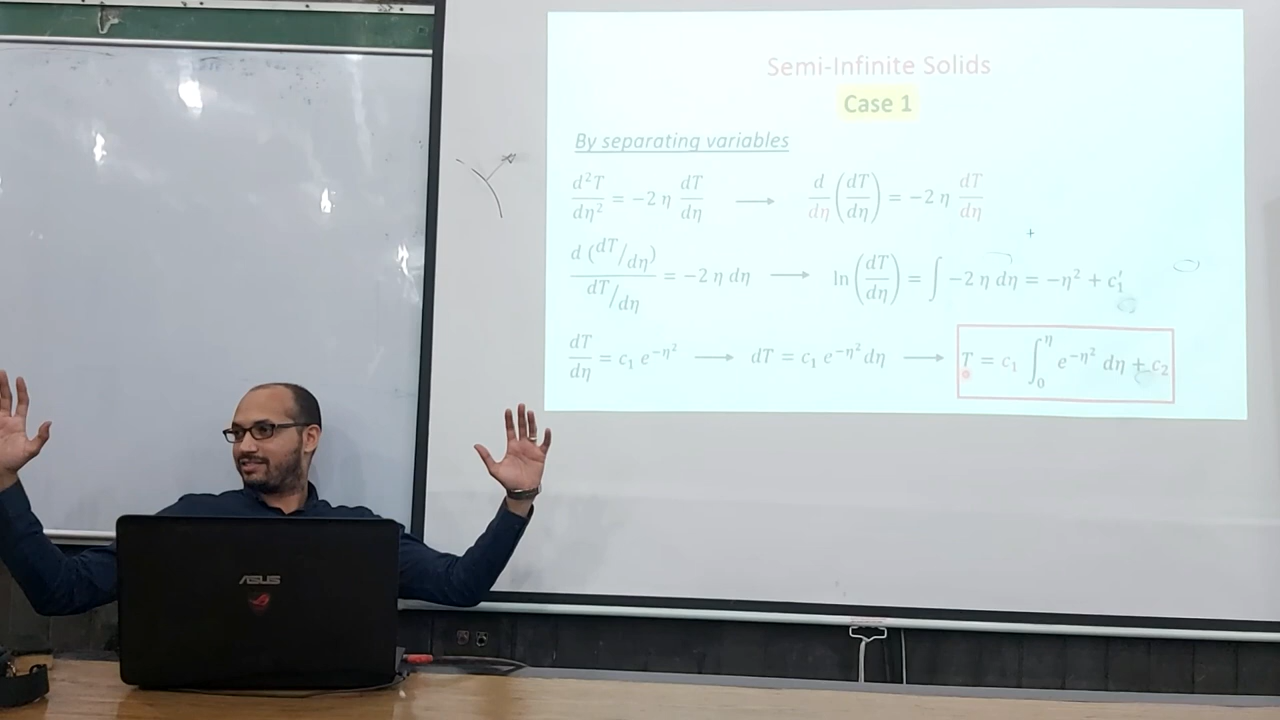 Semi-Infinite Solids
Case 1
By separating variables
d²T/dη² = −2 η dT/dη ⟶ d/dη (dT/dη) = −2 η dT/dη
d (dT/dη) / (dT/dη) = −2 η dη ⟶ ln (dT/dη) = ∫ −2 η dη = −η² + c₁′
dT/dη = c₁ e^(−η²) ⟶ dT = c₁ e^(−η²) dη ⟶ T = c₁ ∫₀^η e^(−η²) dη + c₂
ASUS